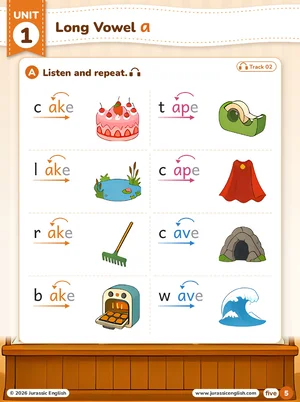 UNIT
1
Long Vowel a
A Listen and repeat.
Track 02
c ake
t ape
l ake
c ape
r ake
c ave
b ake
w ave
© 2026 Jurassic English
www.jurassicenglish.com
five 5